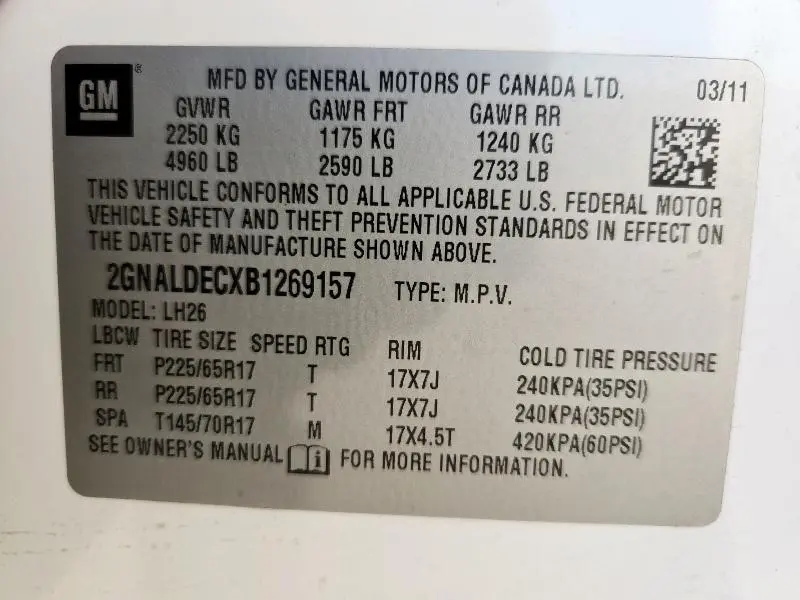 GM® MFD BY GENERAL MOTORS OF CANADA LTD. 03/11
GVWR GAWR FRT GAWR RR
2250 KG 1175 KG 1240 KG
4960 LB 2590 LB 2733 LB
THIS VEHICLE CONFORMS TO ALL APPLICABLE U.S. FEDERAL MOTOR
VEHICLE SAFETY AND THEFT PREVENTION STANDARDS IN EFFECT ON
THE DATE OF MANUFACTURE SHOWN ABOVE.
2GNALDECXB1269157 TYPE: M.P.V.
MODEL: LH26
LBCW TIRE SIZE SPEED RTG RIM COLD TIRE PRESSURE
FRT P225/65R17 T 17X7J 240KPA(35PSI)
RR P225/65R17 T 17X7J 240KPA(35PSI)
SPA T145/70R17 M 17X4.5T 420KPA(60PSI)
SEE OWNER'S MANUAL i FOR MORE INFORMATION.